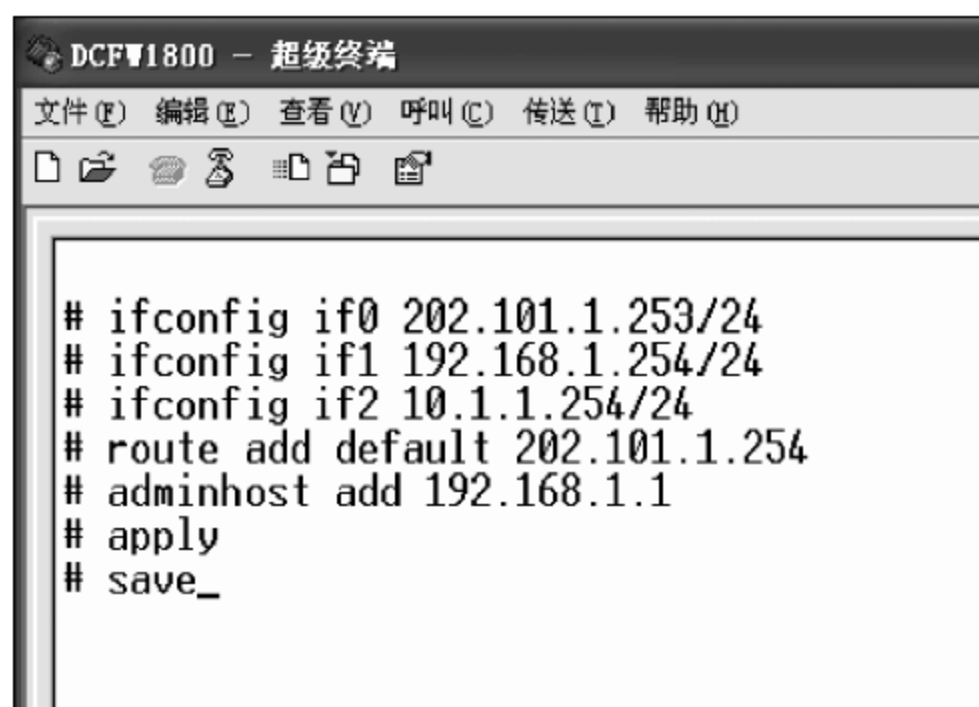 DCFW1800 - 超级终端
文件(F) 编辑(E) 查看(V) 呼叫(C) 传送(T) 帮助(H)
# ifconfig if0 202.101.1.253/24
# ifconfig if1 192.168.1.254/24
# ifconfig if2 10.1.1.254/24
# route add default 202.101.1.254
# adminhost add 192.168.1.1
# apply
# save_